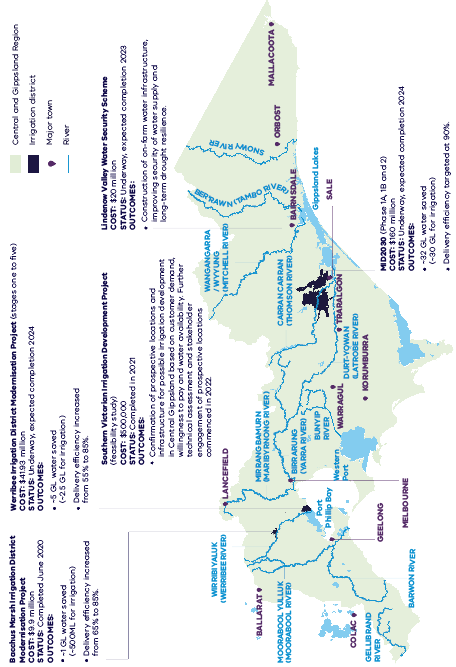 Bacchus Marsh Irrigation District
Modernisation Project
COST: $9.9 million
STATUS: Completed June 2020
OUTCOMES:
• ~1 GL water saved
(~500ML for irrigation)
• Delivery efficiency increased
from 65% to 85%.
Werribee Irrigation District Modernisation Project (stages one to five)
COST: $41.93 million
STATUS: Underway, expected completion 2024
OUTCOMES:
• ~5 GL water saved
(~2.5 GL for irrigation)
• Delivery efficiency increased
from 55% to 85%.
Southern Victorian Irrigation Development Project
(feasibility study)
COST: $500,000
STATUS: Completed in 2021
OUTCOMES:
• Confirmation of prospective locations and
infrastructure for possible irrigation development
in Central Gippsland based on customer demand,
willingness to pay and water availability. Further
technical assessment and stakeholder
engagement of prospective locations
commenced in 2022.
Lindenow Valley Water Security Scheme
COST: $20 million
STATUS: Underway, expected completion 2023
OUTCOMES:
• Construction of on-farm water infrastructure,
improving security of water supply and
long-term drought resilience.
Central and Gippsland Region
Irrigation district
Major town
River
MALLACOOTA
ORBOST
SNOWY RIVER
BERRAWN (TAMBO RIVER)
BAIRNSDALE
Gippsland Lakes
SALE
WANGANGARRA
/WY YUNG
(MITCHELL RIVER)
CARRAN CARRAN
(THOMSON RIVER)
TRARALGON
DURT-YOWAN
(LATROBE RIVER)
KORUMBURRA
WARRAGUL
MIRRANGBAMURN
(MARIBYRNONG RIVER)
BIRRARUNG
(YARRA RIVER)
BUNYIP
RIVER
Western
Port
LANCEFIELD
Port
Phillip Bay
MELBOURNE
GEELONG
WIRRIBIYALUK
(WERRIBEE RIVER)
BALLARAT
MOORABOOL YULLUK
(MOORABOOL RIVER)
BARWON RIVER
COLAC
GELLIBRAND
RIVER
MID2030 (Phase 1A, 1B and 2)
COST: $160 million
STATUS: Underway, expected completion 2024
OUTCOMES:
• ~32 GL water saved
(~30 GL for irrigation)
• Delivery efficiency targeted at 90%.